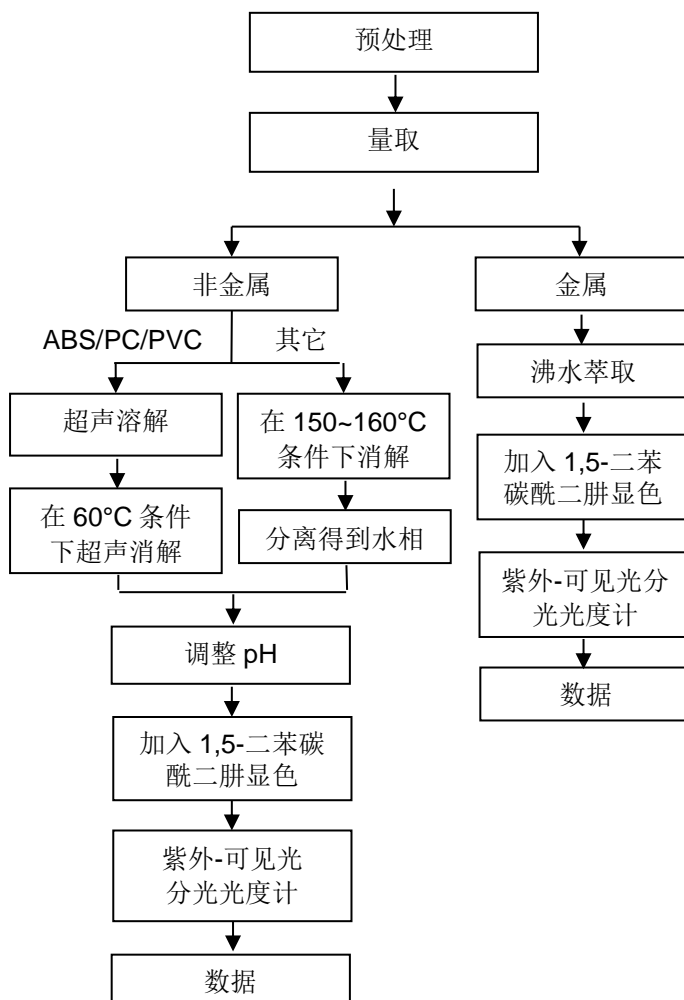 预处理
量取
非金属
金属
ABS/PC/PVC
其它
沸水萃取
超声溶解
在 150~160°C
条件下消解
加入 1,5-二苯
碳酰二肼显色
在 60°C 条件
下超声消解
分离得到水相
紫外-可见光分
光光度计
调整 pH
数据
加入 1,5-二苯碳
酰二肼显色
紫外-可见光
分光光度计
数据